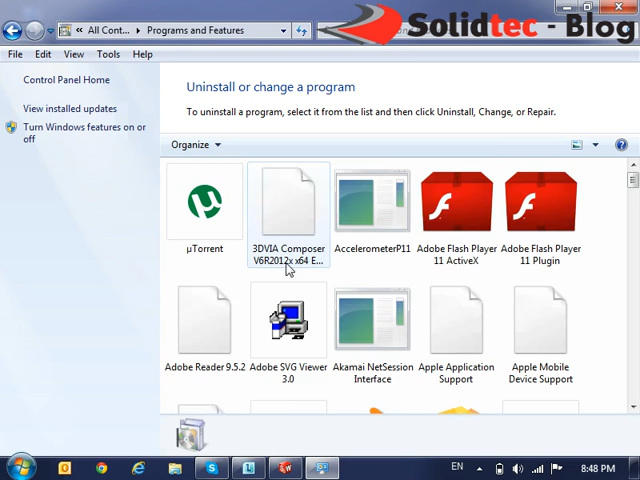 All Cont...
Programs and Features
Solidtec - Blog
File Edit View Tools Help
Control Panel Home
View installed updates
Turn Windows features on or
off
Uninstall or change a program
To uninstall a program, select it from the list and then click Uninstall, Change, or Repair.
Organize
µTorrent
3DVIA Composer
V6R2012x x64 E...
AccelerometerP11
Adobe Flash Player
11 ActiveX
Adobe Flash Player
11 Plugin
Adobe Reader 9.5.2
Adobe SVG Viewer
3.0
Akamai NetSession
Interface
Apple Application
Support
Apple Mobile
Device Support
EN
8:48 PM